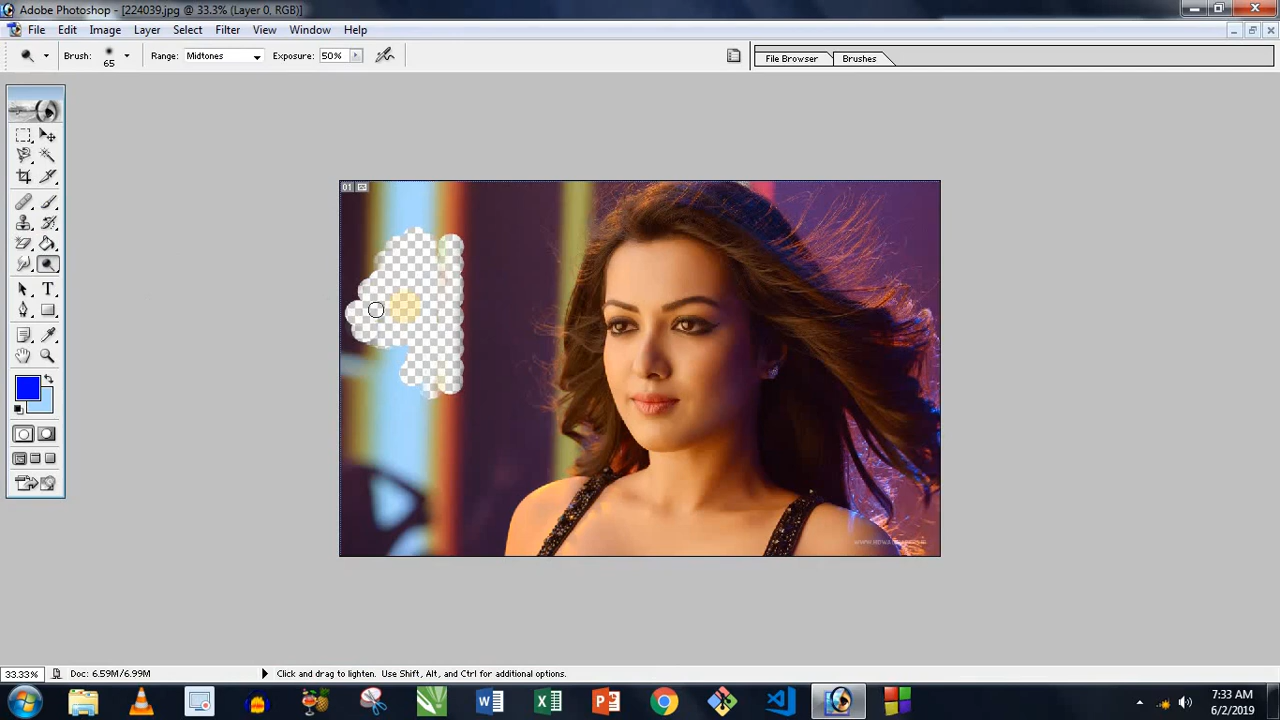 Adobe Photoshop - [224039.jpg @ 33.3% (Layer 0, RGB)]
File Edit Image Layer Select Filter View Window Help
Brush: 65 Range: Midtones Exposure: 50% File Browser Brushes
01
T
33.33% Doc: 6.59M/6.99M Click and drag to lighten. Use Shift, Alt, and Ctrl for additional options.
7:33 AM
6/2/2019